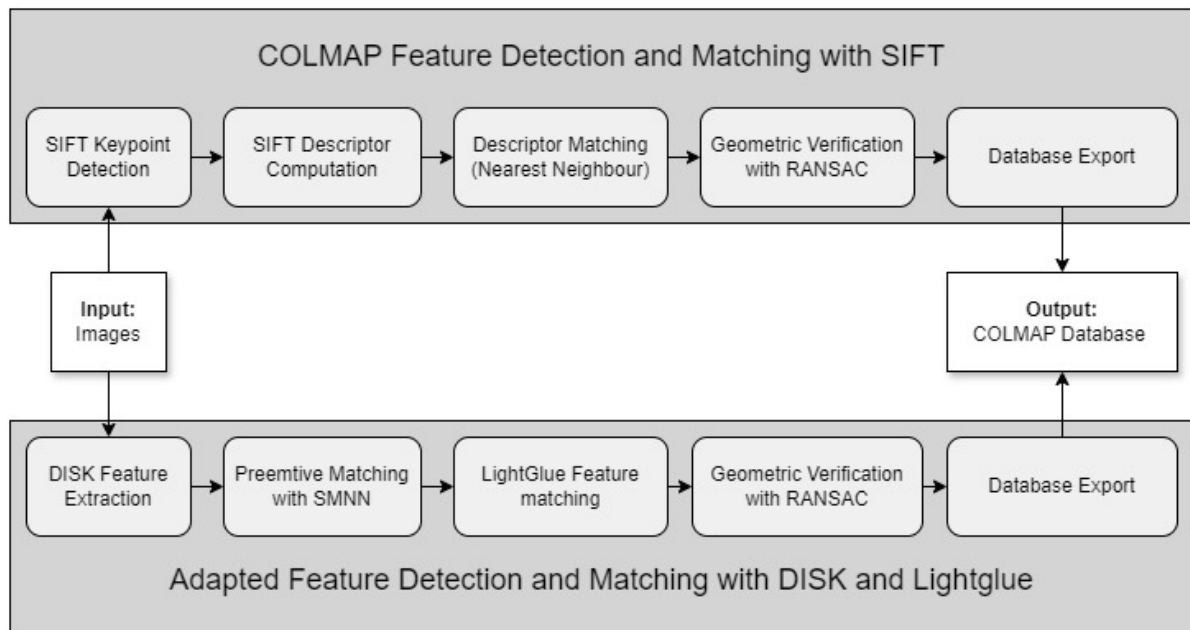 COLMAP Feature Detection and Matching with SIFT
SIFT Keypoint
Detection
SIFT Descriptor
Computation
Descriptor Matching
(Nearest Neighbour)
Geometric Verification
with RANSAC
Database Export
Input:
Images
Output:
COLMAP Database
DISK Feature
Extraction
Preemtive Matching
with SMNN
LightGlue Feature
matching
Geometric Verification
with RANSAC
Database Export
Adapted Feature Detection and Matching with DISK and Lightglue